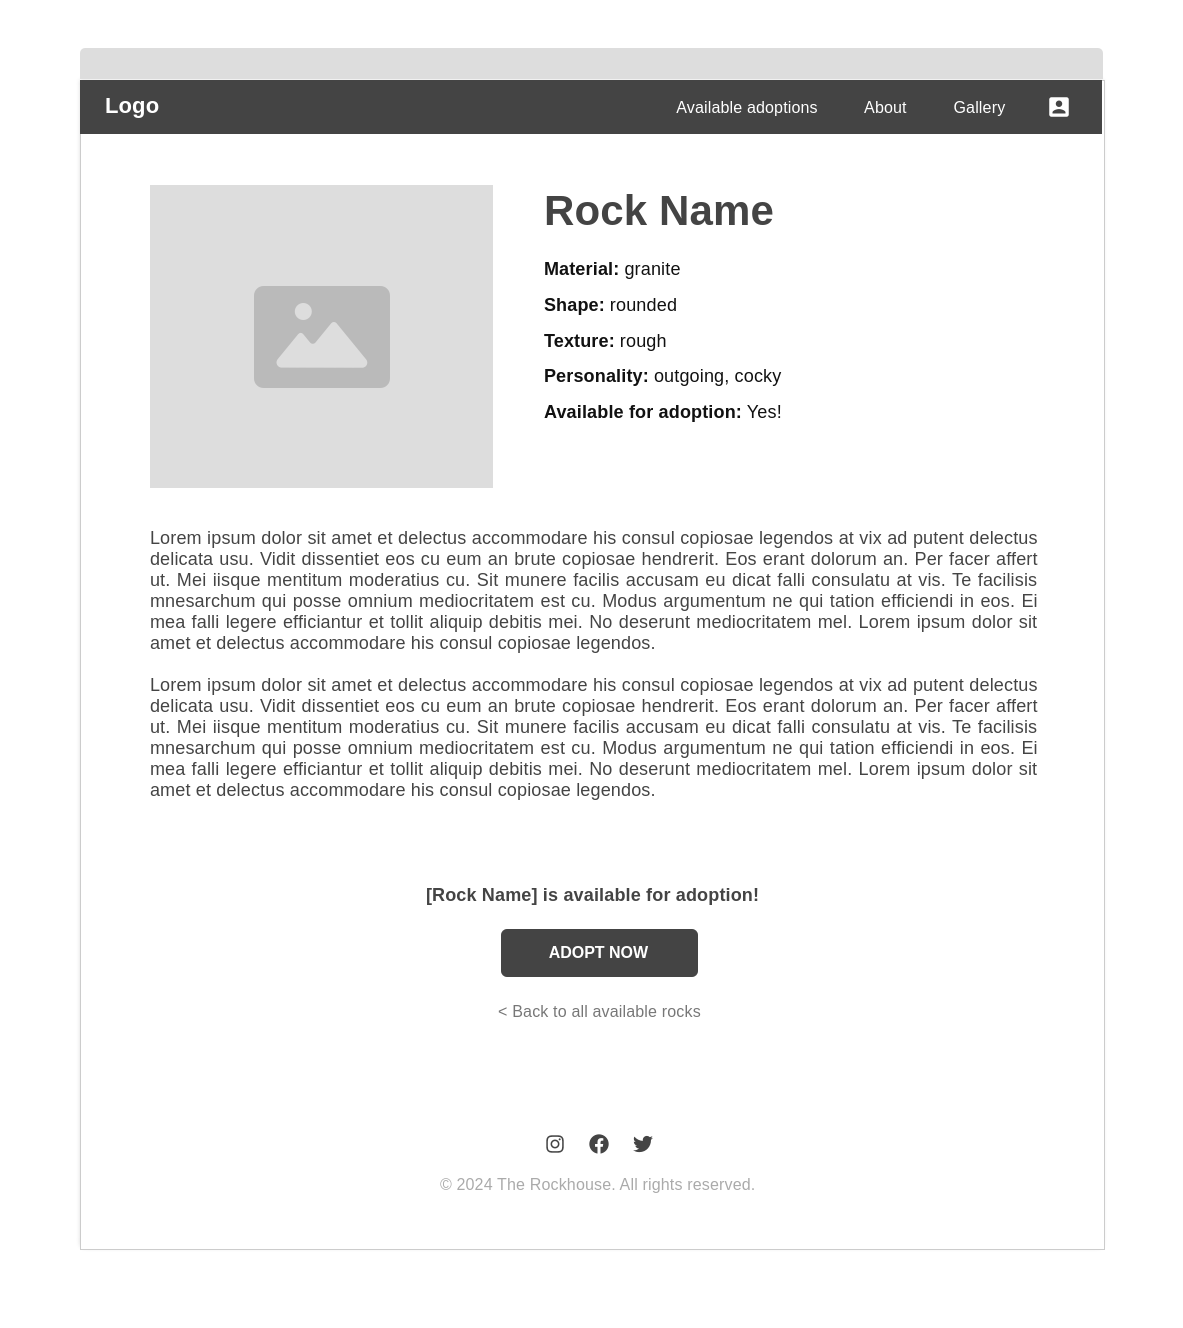 Logo
Available adoptions About Gallery
Rock Name
Material: granite
Shape: rounded
Texture: rough
Personality: outgoing, cocky
Available for adoption: Yes!
Lorem ipsum dolor sit amet et delectus accommodare his consul copiosae legendos at vix ad putent delectus
delicata usu. Vidit dissentiet eos cu eum an brute copiosae hendrerit. Eos erant dolorum an. Per facer affert
ut. Mei iisque mentitum moderatius cu. Sit munere facilis accusam eu dicat falli consulatu at vis. Te facilisis
mnesarchum qui posse omnium mediocritatem est cu. Modus argumentum ne qui tation efficiendi in eos. Ei
mea falli legere efficiantur et tollit aliquip debitis mei. No deserunt mediocritatem mel. Lorem ipsum dolor sit
amet et delectus accommodare his consul copiosae legendos.
Lorem ipsum dolor sit amet et delectus accommodare his consul copiosae legendos at vix ad putent delectus
delicata usu. Vidit dissentiet eos cu eum an brute copiosae hendrerit. Eos erant dolorum an. Per facer affert
ut. Mei iisque mentitum moderatius cu. Sit munere facilis accusam eu dicat falli consulatu at vis. Te facilisis
mnesarchum qui posse omnium mediocritatem est cu. Modus argumentum ne qui tation efficiendi in eos. Ei
mea falli legere efficiantur et tollit aliquip debitis mei. No deserunt mediocritatem mel. Lorem ipsum dolor sit
amet et delectus accommodare his consul copiosae legendos.
[Rock Name] is available for adoption!
ADOPT NOW
< Back to all available rocks
© 2024 The Rockhouse. All rights reserved.